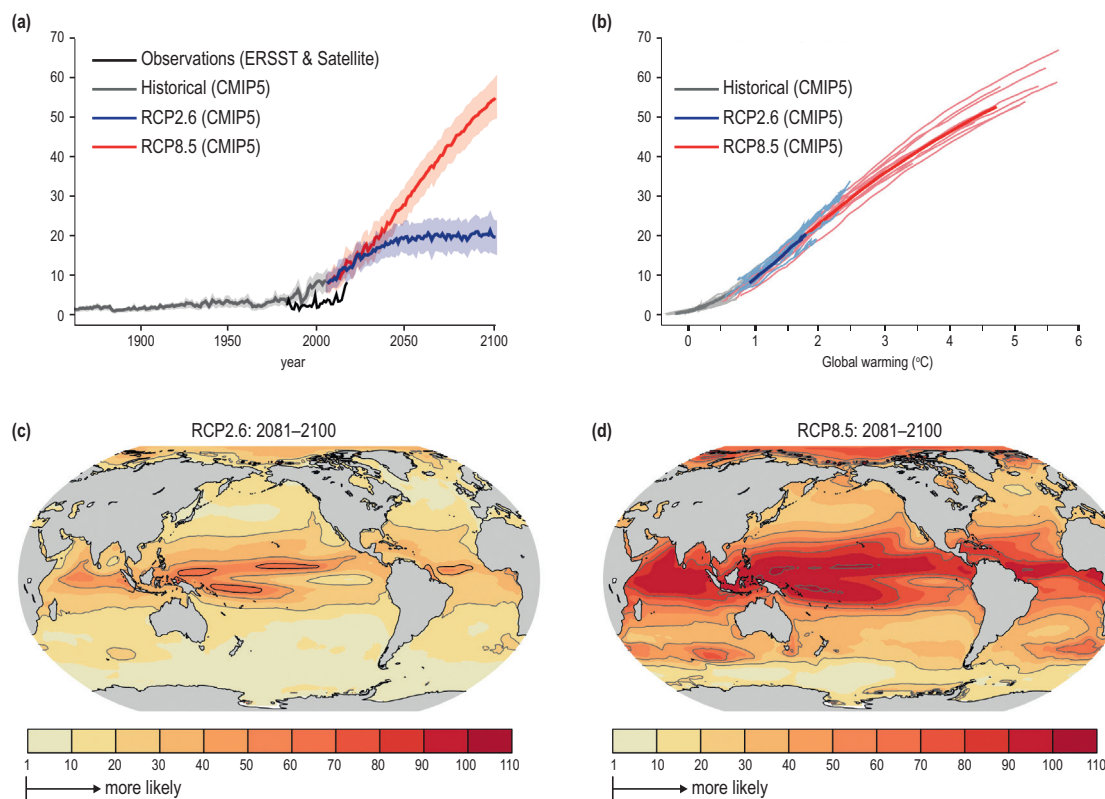 (a)
70
60
50
40
30
20
10
0
Observations (ERSST & Satellite)
Historical (CMIP5)
RCP2.6 (CMIP5)
RCP8.5 (CMIP5)
1900 1950 2000 2050 2100
year
(b)
70
60
50
40
30
20
10
0
Historical (CMIP5)
RCP2.6 (CMIP5)
RCP8.5 (CMIP5)
0 1 2 3 4 5 6
Global warming (°C)
(c)
RCP2.6: 2081–2100
1 10 20 30 40 50 60 70 80 90 100 110
more likely
(d)
RCP8.5: 2081–2100
1 10 20 30 40 50 60 70 80 90 100 110
more likely